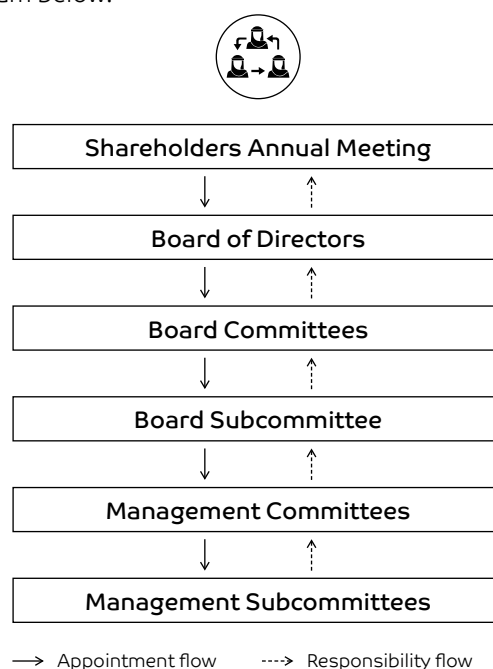 Shareholders Annual Meeting
Board of Directors
Board Committees
Board Subcommittee
Management Committees
Management Subcommittees
Appointment flow
Responsibility flow